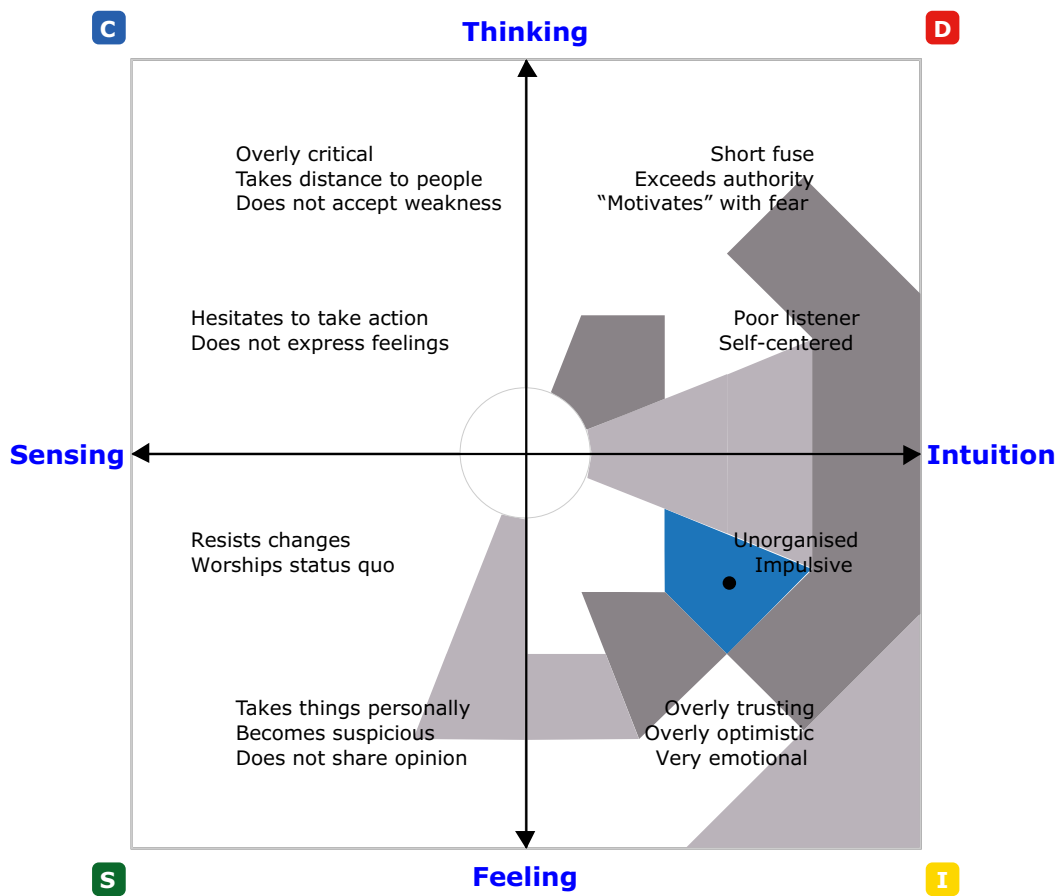 C
Thinking
D
Overly critical
Takes distance to people
Does not accept weakness
Short fuse
Exceeds authority
“Motivates” with fear
Hesitates to take action
Does not express feelings
Poor listener
Self-centered
Sensing
Intuition
Resists changes
Worships status quo
Unorganised
Impulsive
Takes things personally
Becomes suspicious
Does not share opinion
Overly trusting
Overly optimistic
Very emotional
S
Feeling
I